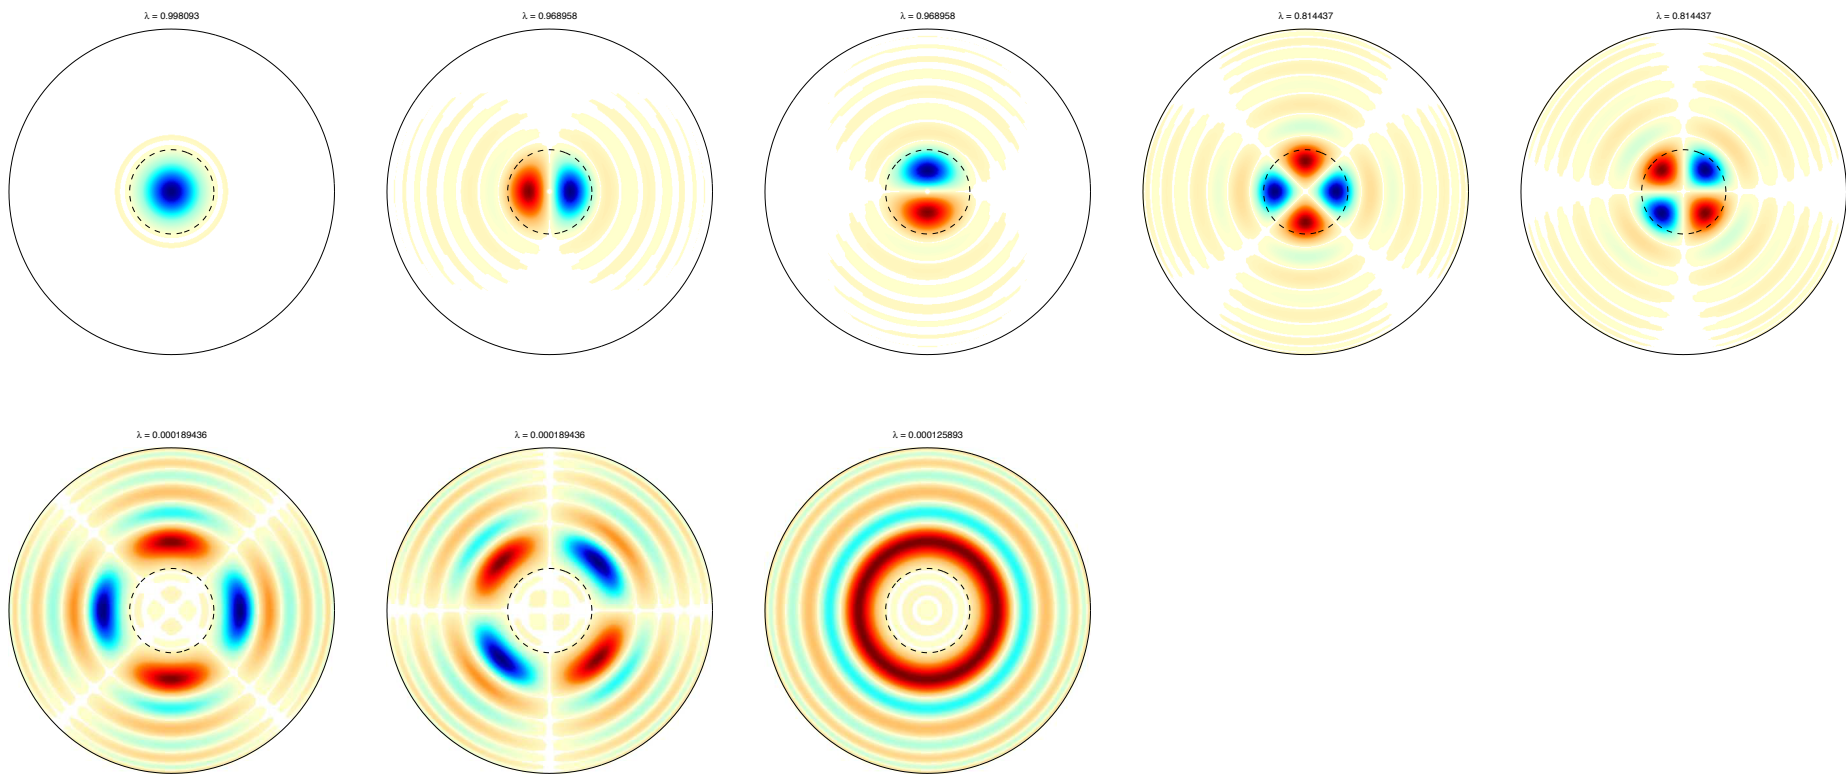 λ = 0.998093
λ = 0.968958
λ = 0.968958
λ = 0.814437
λ = 0.814437
λ = 0.000189436
λ = 0.000189436
λ = 0.000125893